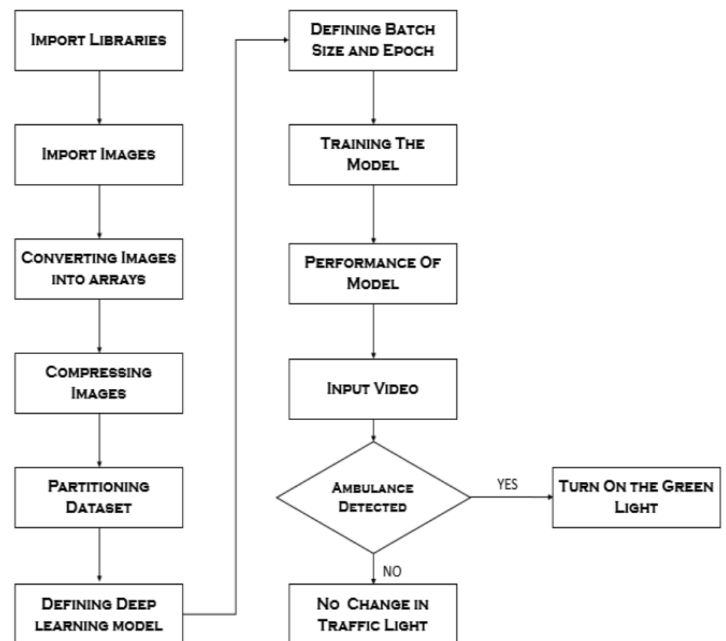 IMPORT LIBRARIES
IMPORT IMAGES
CONVERTING IMAGES
INTO ARRAYS
COMPRESSING
IMAGES
PARTITIONING
DATASET
DEFINING DEEP
LEARNING MODEL
DEFINING BATCH
SIZE AND EPOCH
TRAINING THE
MODEL
PERFORMANCE OF
MODEL
INPUT VIDEO
AMBULANCE
DETECTED
YES
TURN ON THE GREEN
LIGHT
NO
NO CHANGE IN
TRAFFIC LIGHT